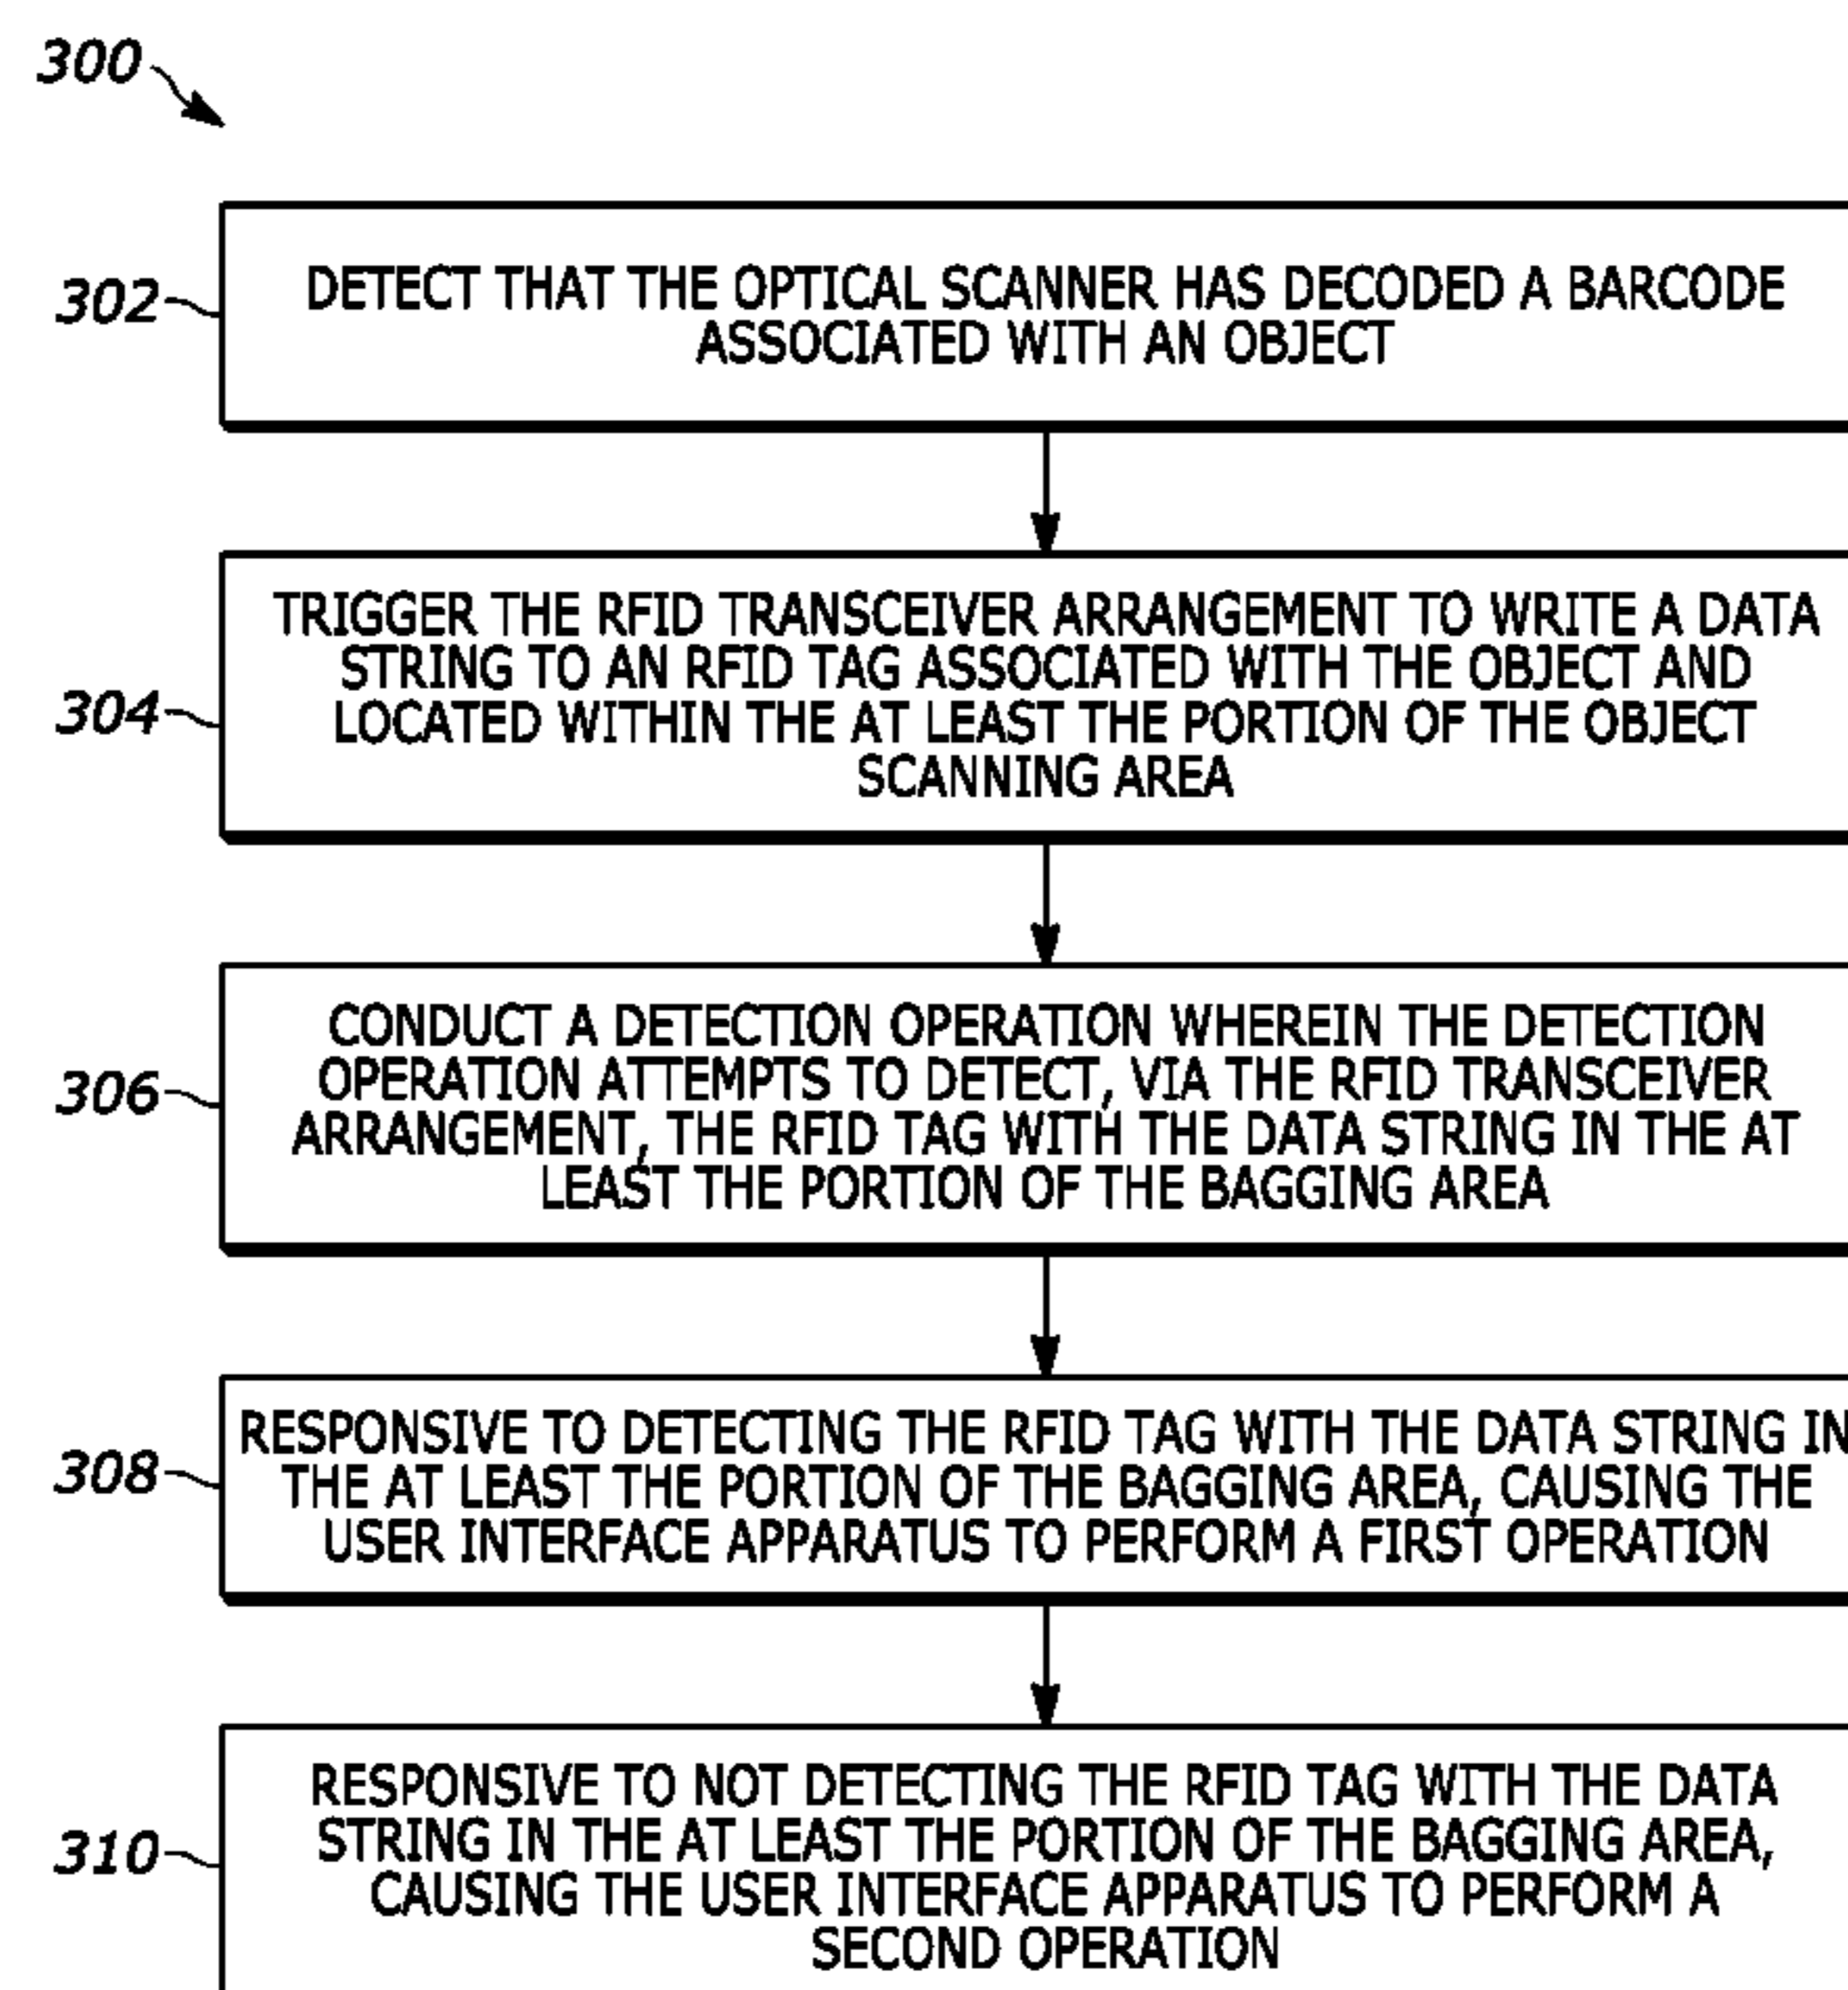 300
302
DETECT THAT THE OPTICAL SCANNER HAS DECODED A BARCODE
ASSOCIATED WITH AN OBJECT
304
TRIGGER THE RFID TRANSCEIVER ARRANGEMENT TO WRITE A DATA
STRING TO AN RFID TAG ASSOCIATED WITH THE OBJECT AND
LOCATED WITHIN THE AT LEAST THE PORTION OF THE OBJECT
SCANNING AREA
306
CONDUCT A DETECTION OPERATION WHEREIN THE DETECTION
OPERATION ATTEMPTS TO DETECT, VIA THE RFID TRANSCEIVER
ARRANGEMENT, THE RFID TAG WITH THE DATA STRING IN THE AT
LEAST THE PORTION OF THE BAGGING AREA
308
RESPONSIVE TO DETECTING THE RFID TAG WITH THE DATA STRING IN
THE AT LEAST THE PORTION OF THE BAGGING AREA, CAUSING THE
USER INTERFACE APPARATUS TO PERFORM A FIRST OPERATION
310
RESPONSIVE TO NOT DETECTING THE RFID TAG WITH THE DATA
STRING IN THE AT LEAST THE PORTION OF THE BAGGING AREA,
CAUSING THE USER INTERFACE APPARATUS TO PERFORM A
SECOND OPERATION